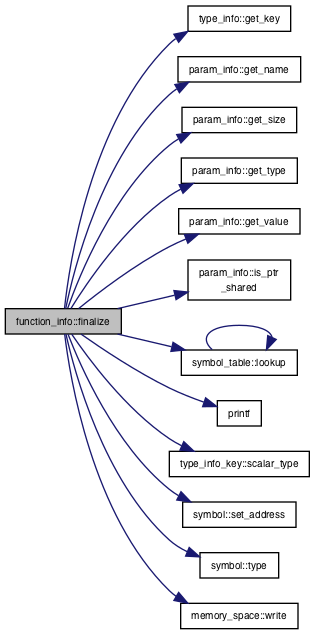 type_info::get_key
param_info::get_name
param_info::get_size
param_info::get_type
param_info::get_value
param_info::is_ptr
_shared
function_info::finalize
symbol_table::lookup
printf
type_info_key::scalar_type
symbol::set_address
symbol::type
memory_space::write